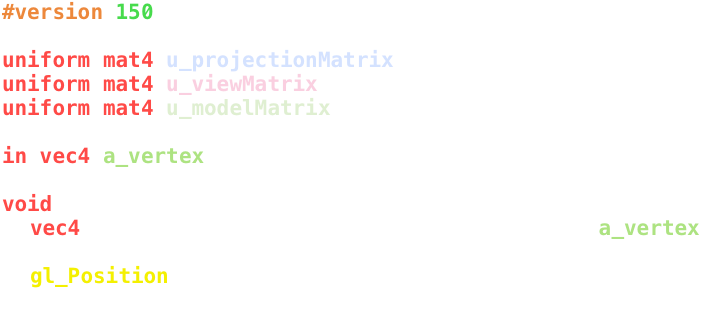 #version 150
uniform mat4 u_projectionMatrix
uniform mat4 u_viewMatrix
uniform mat4 u_modelMatrix
in vec4 a_vertex
void
vec4 a_vertex
gl_Position